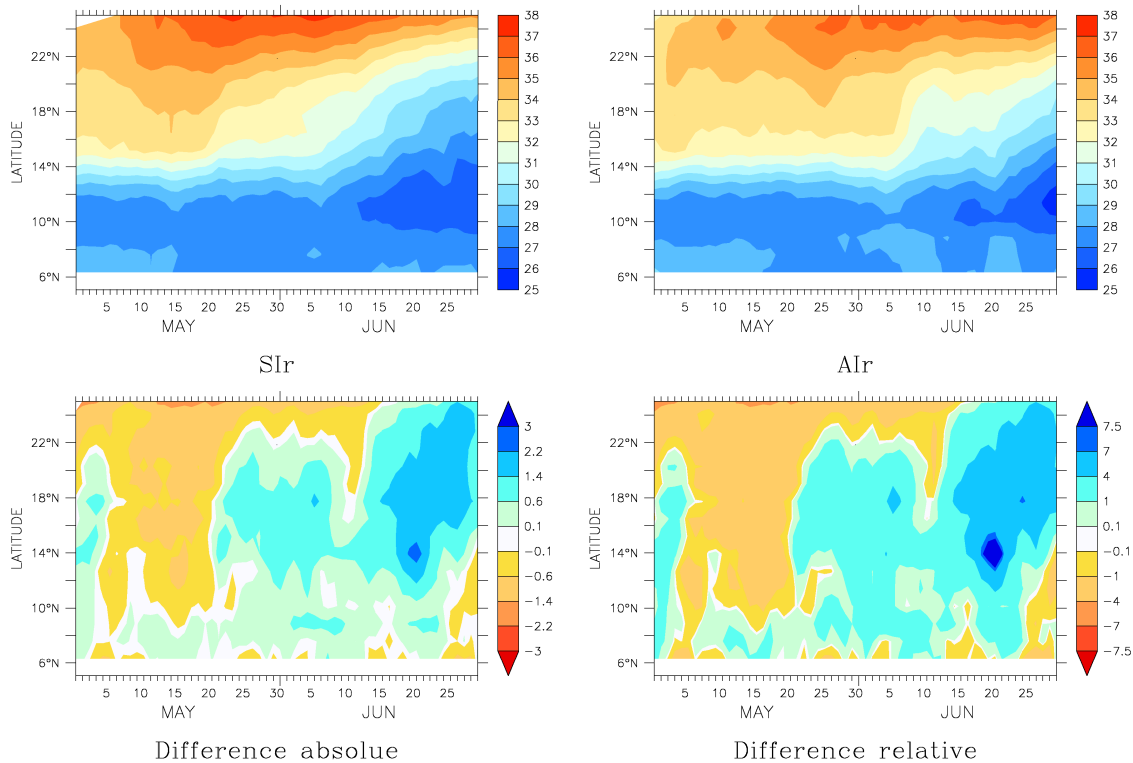 38
37
36
35
34
33
32
31
30
29
28
27
26
25
22°N
18°N
14°N
10°N
6°N
LATITUDE
5 10 15 20 25 30 5 10 15 20 25
MAY JUN
SIr
38
37
36
35
34
33
32
31
30
29
28
27
26
25
22°N
18°N
14°N
10°N
6°N
LATITUDE
5 10 15 20 25 30 5 10 15 20 25
MAY JUN
AIr
3
2.2
1.4
0.6
0.1
−0.1
−0.6
−1.4
−2.2
−3
22°N
18°N
14°N
10°N
6°N
LATITUDE
5 10 15 20 25 30 5 10 15 20 25
MAY JUN
Difference absolue
7.5
7
4
1
0.1
−0.1
−1
−4
−7
−7.5
22°N
18°N
14°N
10°N
6°N
LATITUDE
5 10 15 20 25 30 5 10 15 20 25
MAY JUN
Difference relative